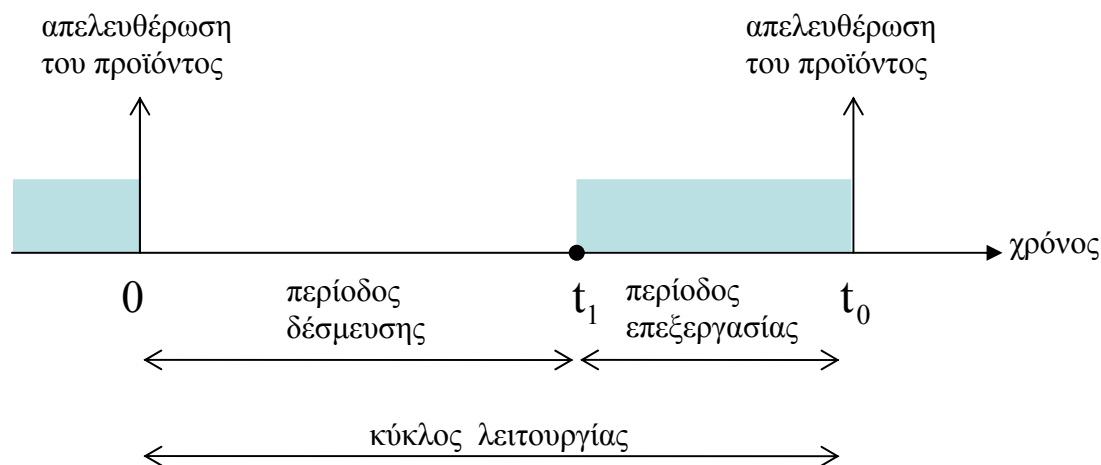 απελευθέρωση
του προϊόντος
απελευθέρωση
του προϊόντος
χρόνος
0
περίοδος
δέσμευσης
t₁
περίοδος
επεξεργασίας
t₀
κύκλος λειτουργίας